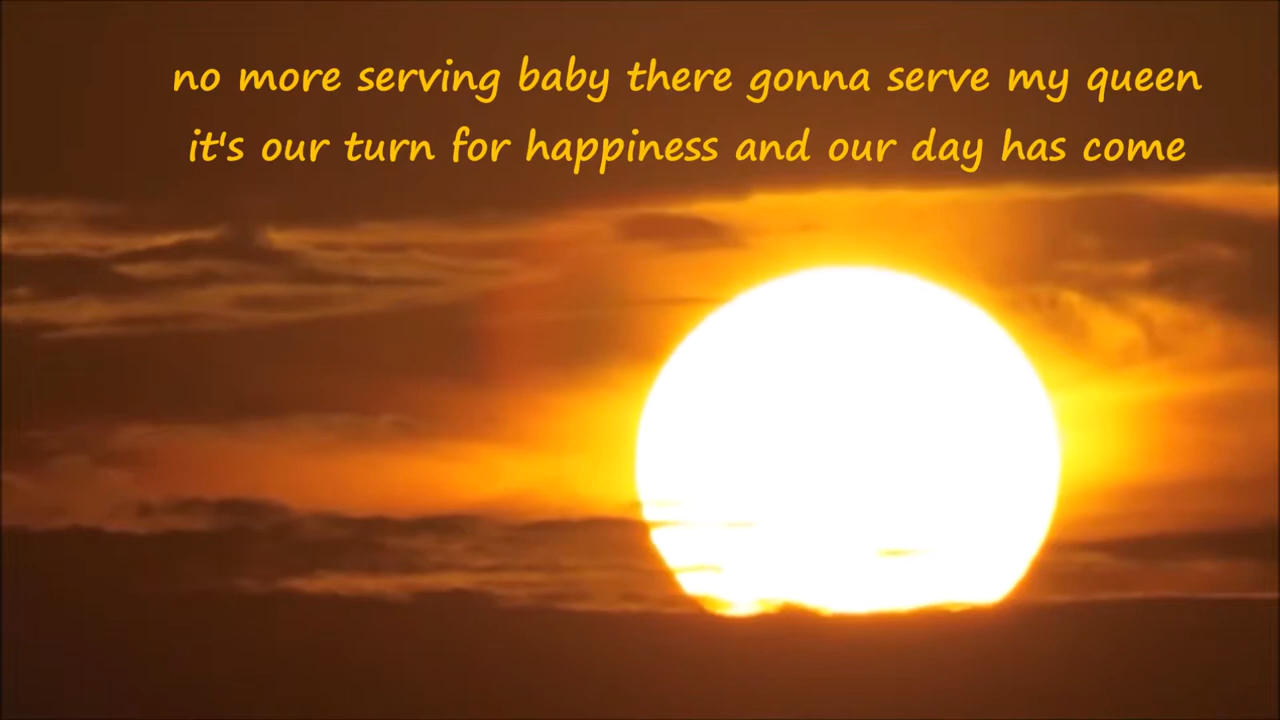 no more serving baby there gonna serve my queen
it's our turn for happiness and our day has come